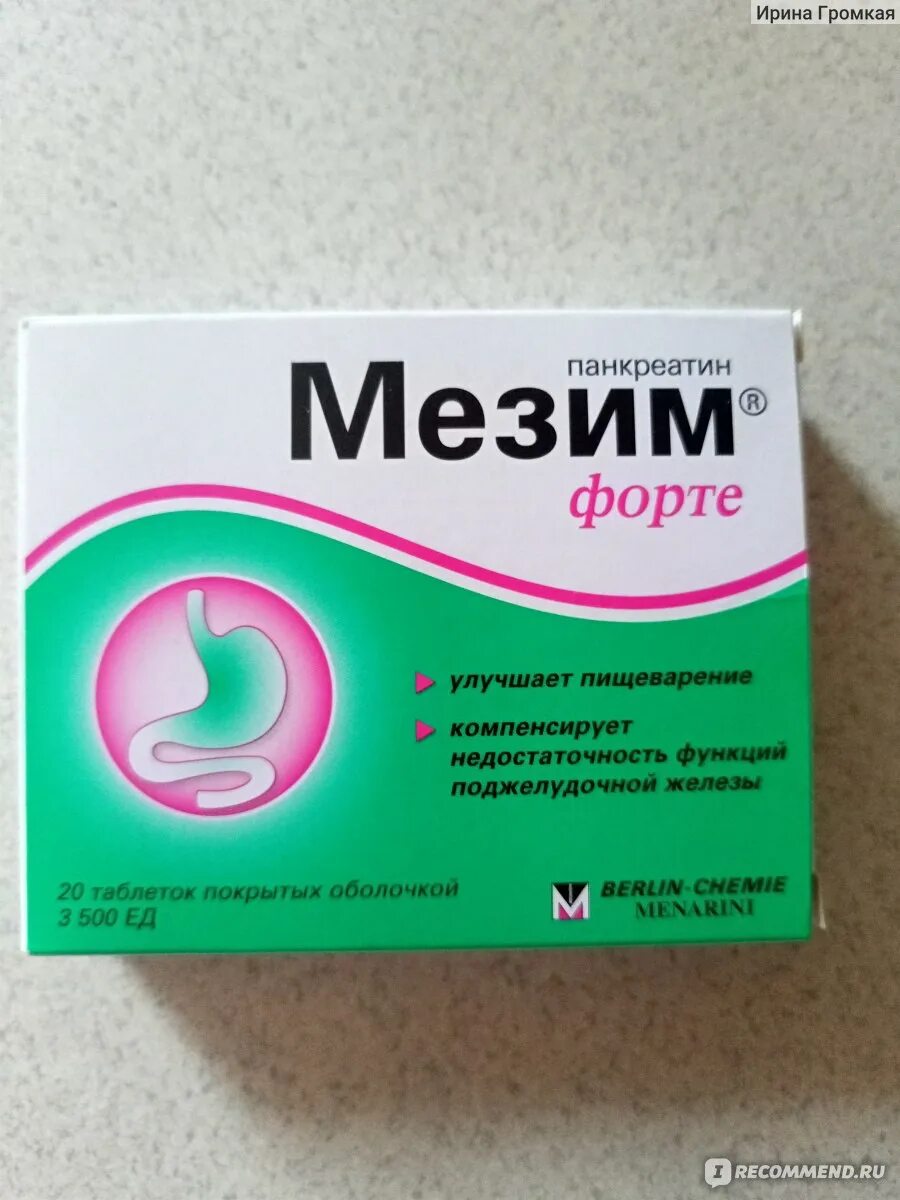 Ирина Громкая
панкреатин
Мезим®
форте
улучшает пищеварение
компенсирует
недостаточность функций
поджелудочной железы
20 таблеток покрытых оболочкой
3 500 ЕД
BERLIN-CHEMIE
MENARINI
IRECOMMEND.RU